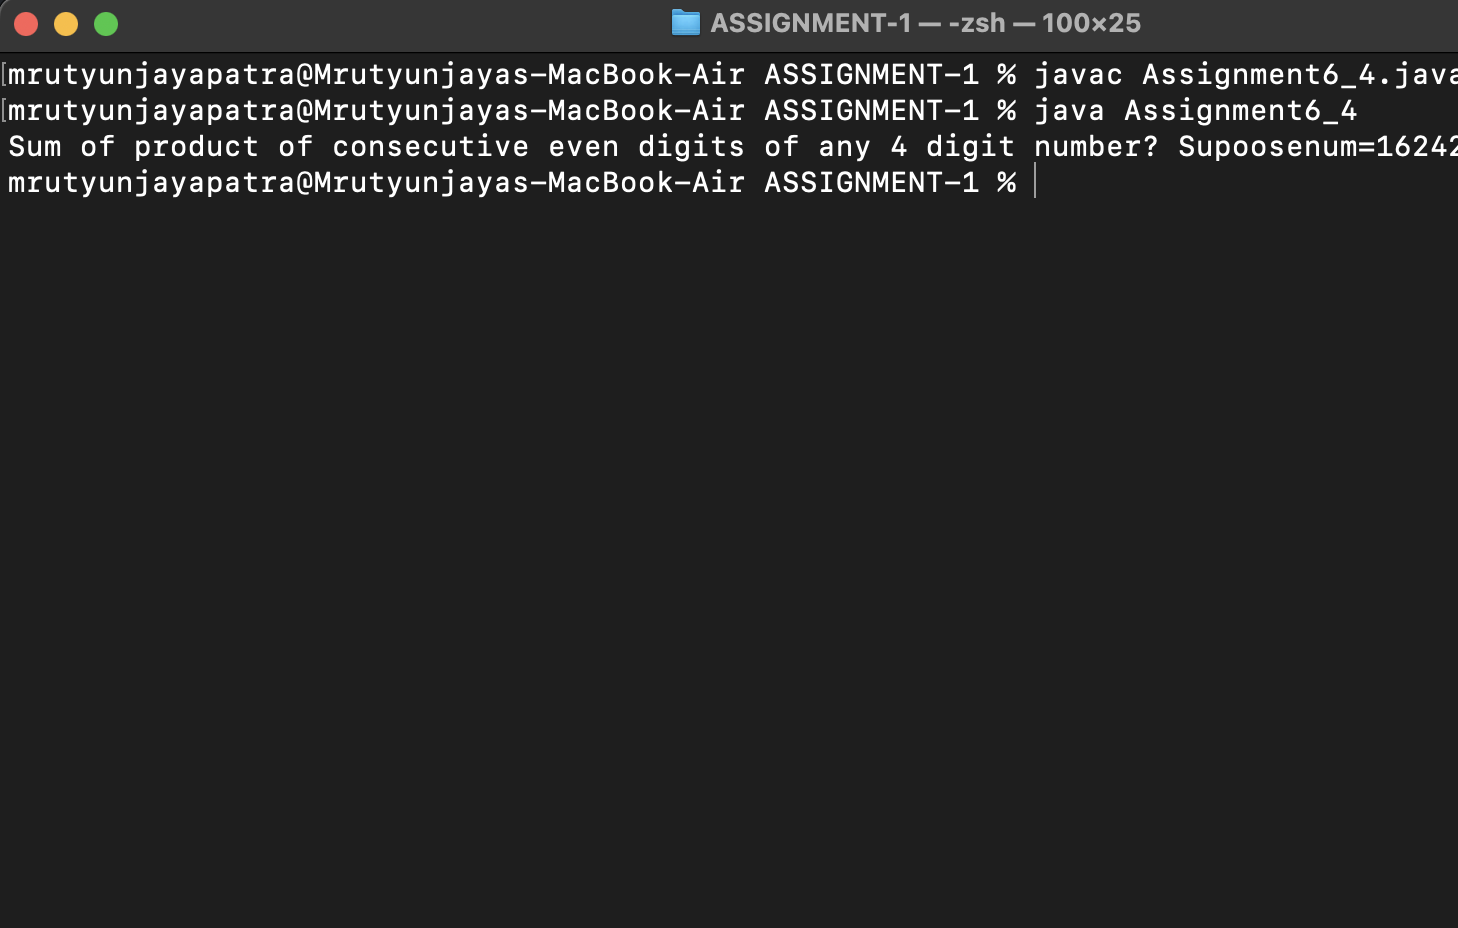 ASSIGNMENT-1 — -zsh — 100×25
[mrutyunjayapatra@Mrutyunjayas-MacBook-Air ASSIGNMENT-1 % javac Assignment6_4.java
[mrutyunjayapatra@Mrutyunjayas-MacBook-Air ASSIGNMENT-1 % java Assignment6_4
Sum of product of consecutive even digits of any 4 digit number? Supoosenum=16242
mrutyunjayapatra@Mrutyunjayas-MacBook-Air ASSIGNMENT-1 %